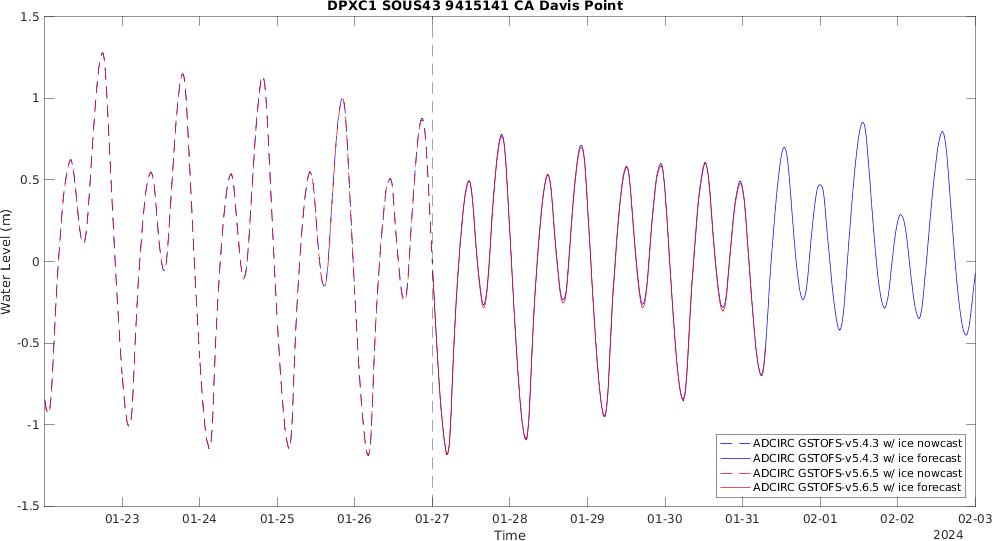 DPXC1 SOUS43 9415141 CA Davis Point
1.5
1
0.5
0
-0.5
-1
-1.5
Water Level (m)
ADCIRC GSTOFS-v5.4.3 w/ ice nowcast
ADCIRC GSTOFS-v5.4.3 w/ ice forecast
ADCIRC GSTOFS-v5.6.5 w/ ice nowcast
ADCIRC GSTOFS-v5.6.5 w/ ice forecast
01-23 01-24 01-25 01-26 01-27 01-28 01-29 01-30 01-31 02-01 02-02 02-03
Time
2024